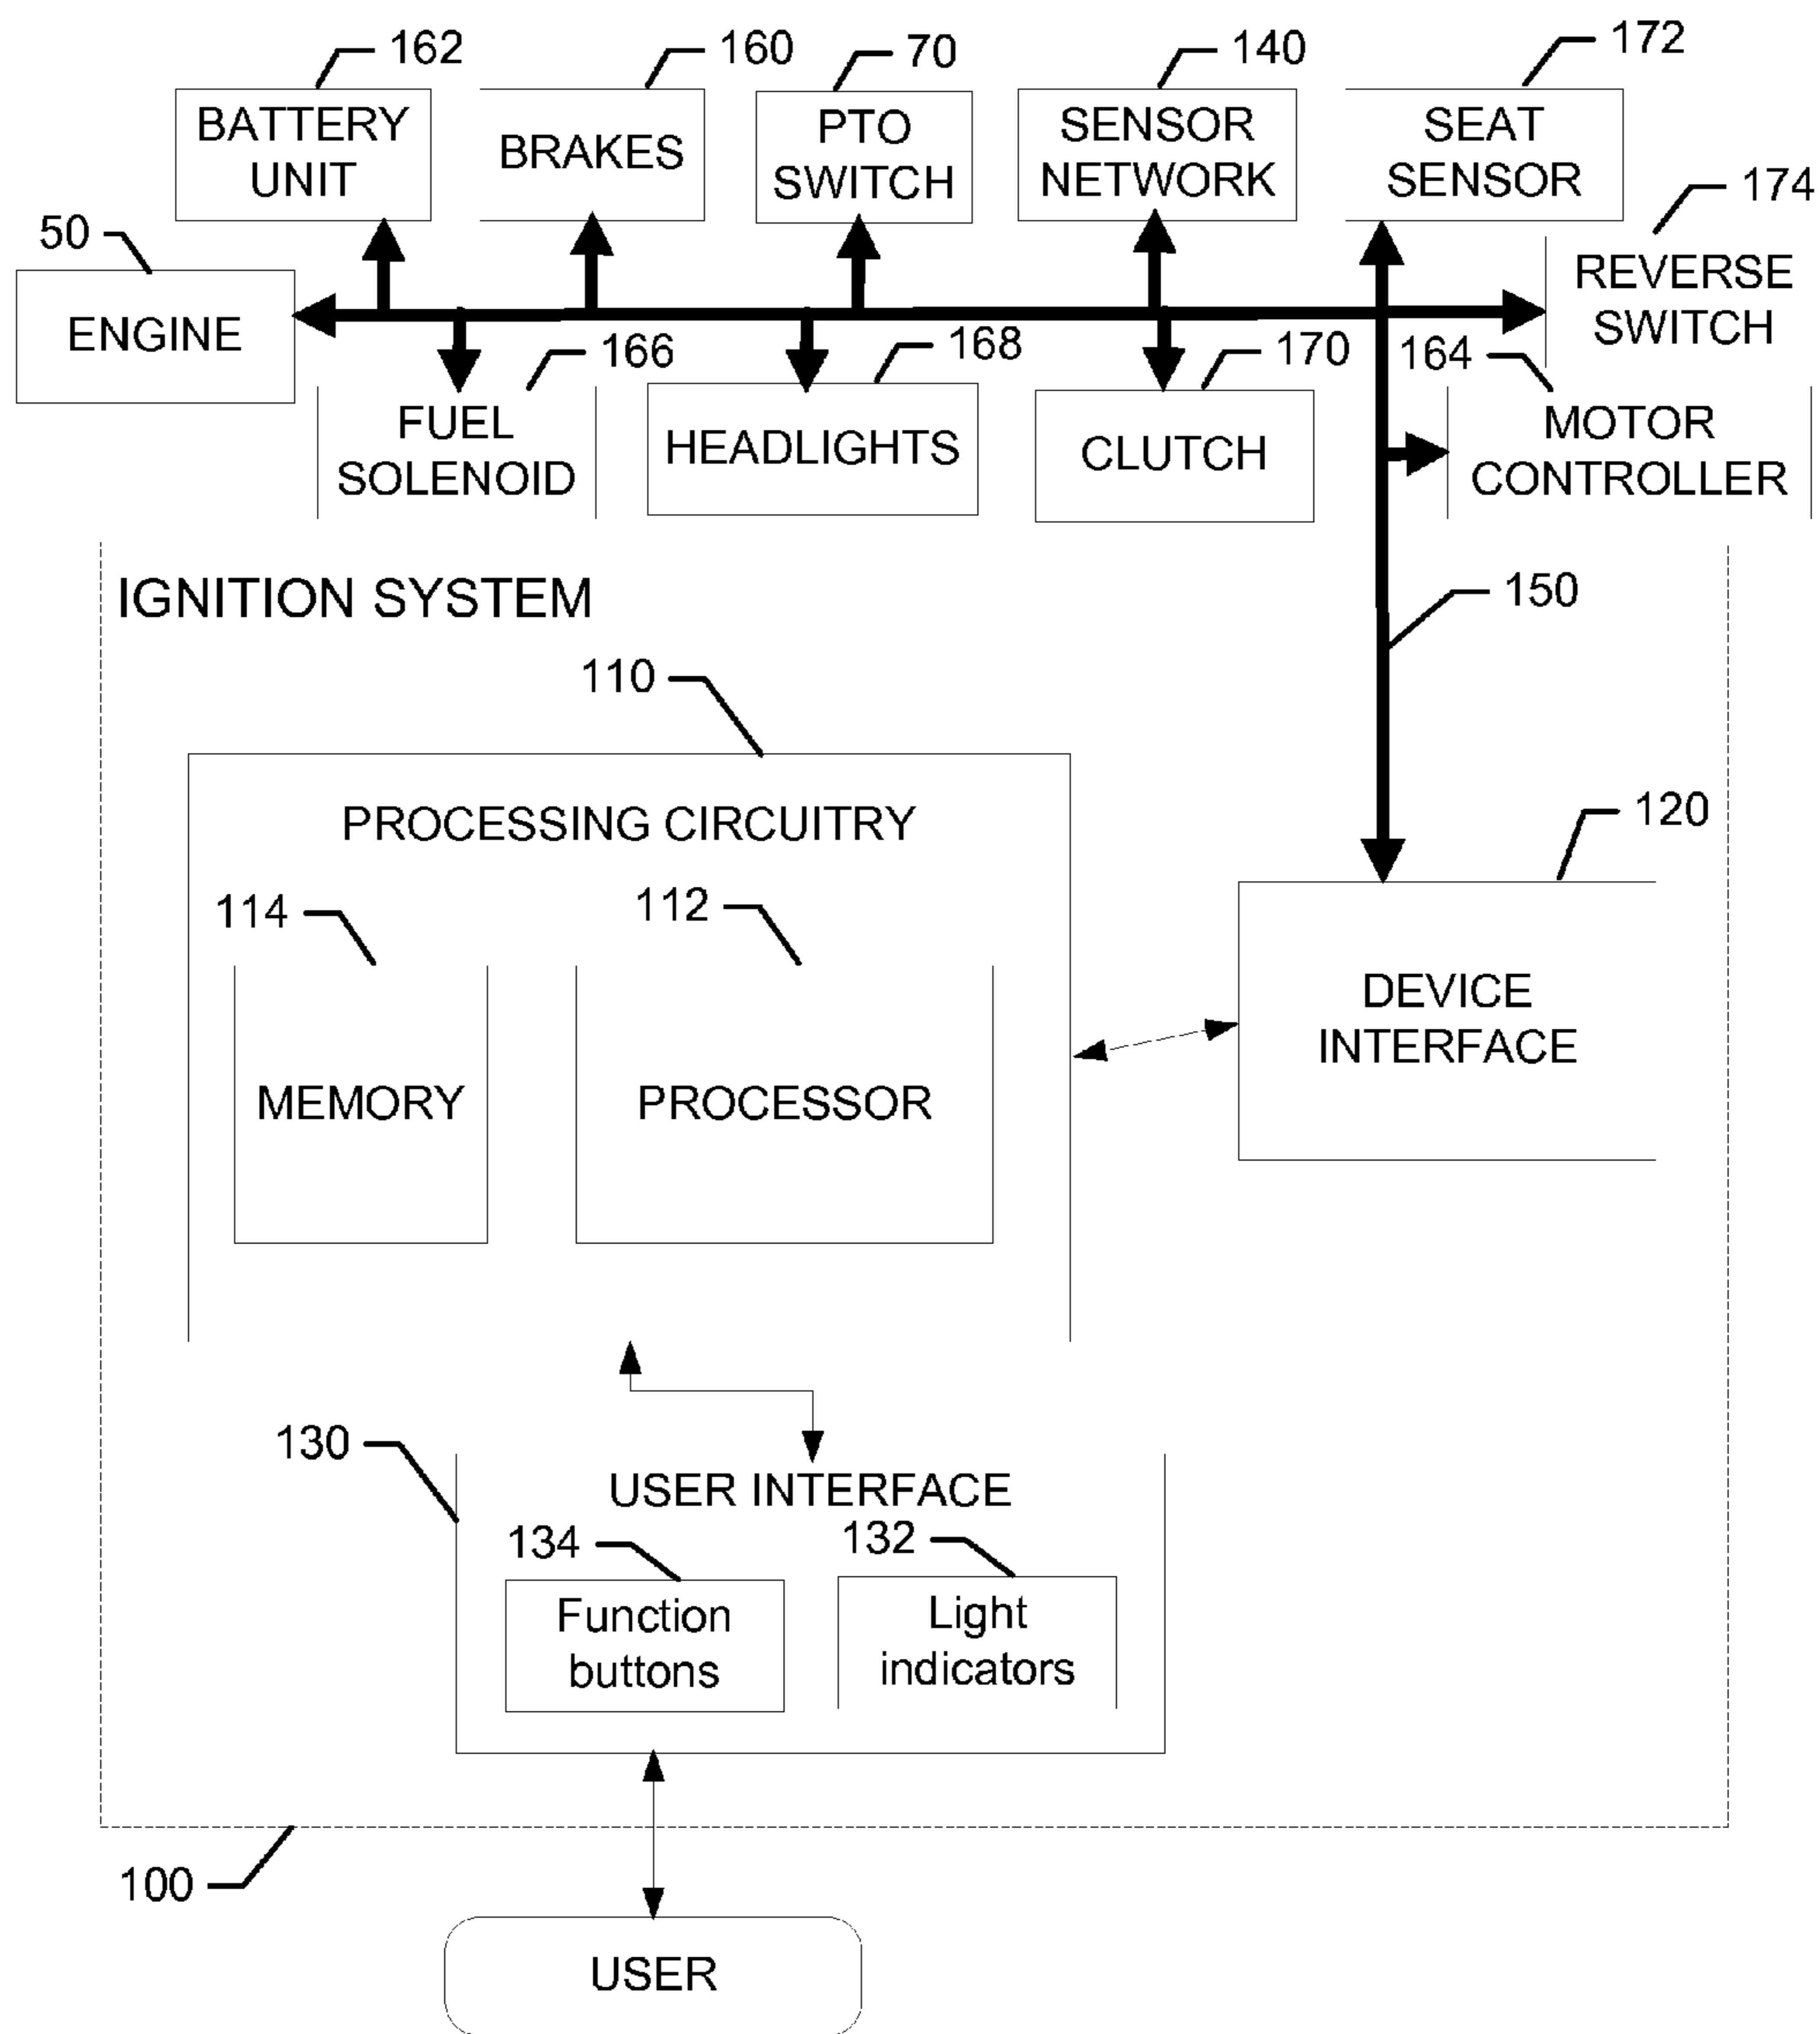 162
160
70
140
172
BATTERY
UNIT
BRAKES
PTO
SWITCH
SENSOR
NETWORK
SEAT
SENSOR
174
50
ENGINE
REVERSE
SWITCH
166
168
170
164
FUEL
SOLENOID
HEADLIGHTS
CLUTCH
MOTOR
CONTROLLER
IGNITION SYSTEM
150
110
PROCESSING CIRCUITRY
120
114
112
DEVICE
INTERFACE
MEMORY
PROCESSOR
130
USER INTERFACE
134
132
Function
buttons
Light
indicators
100
USER